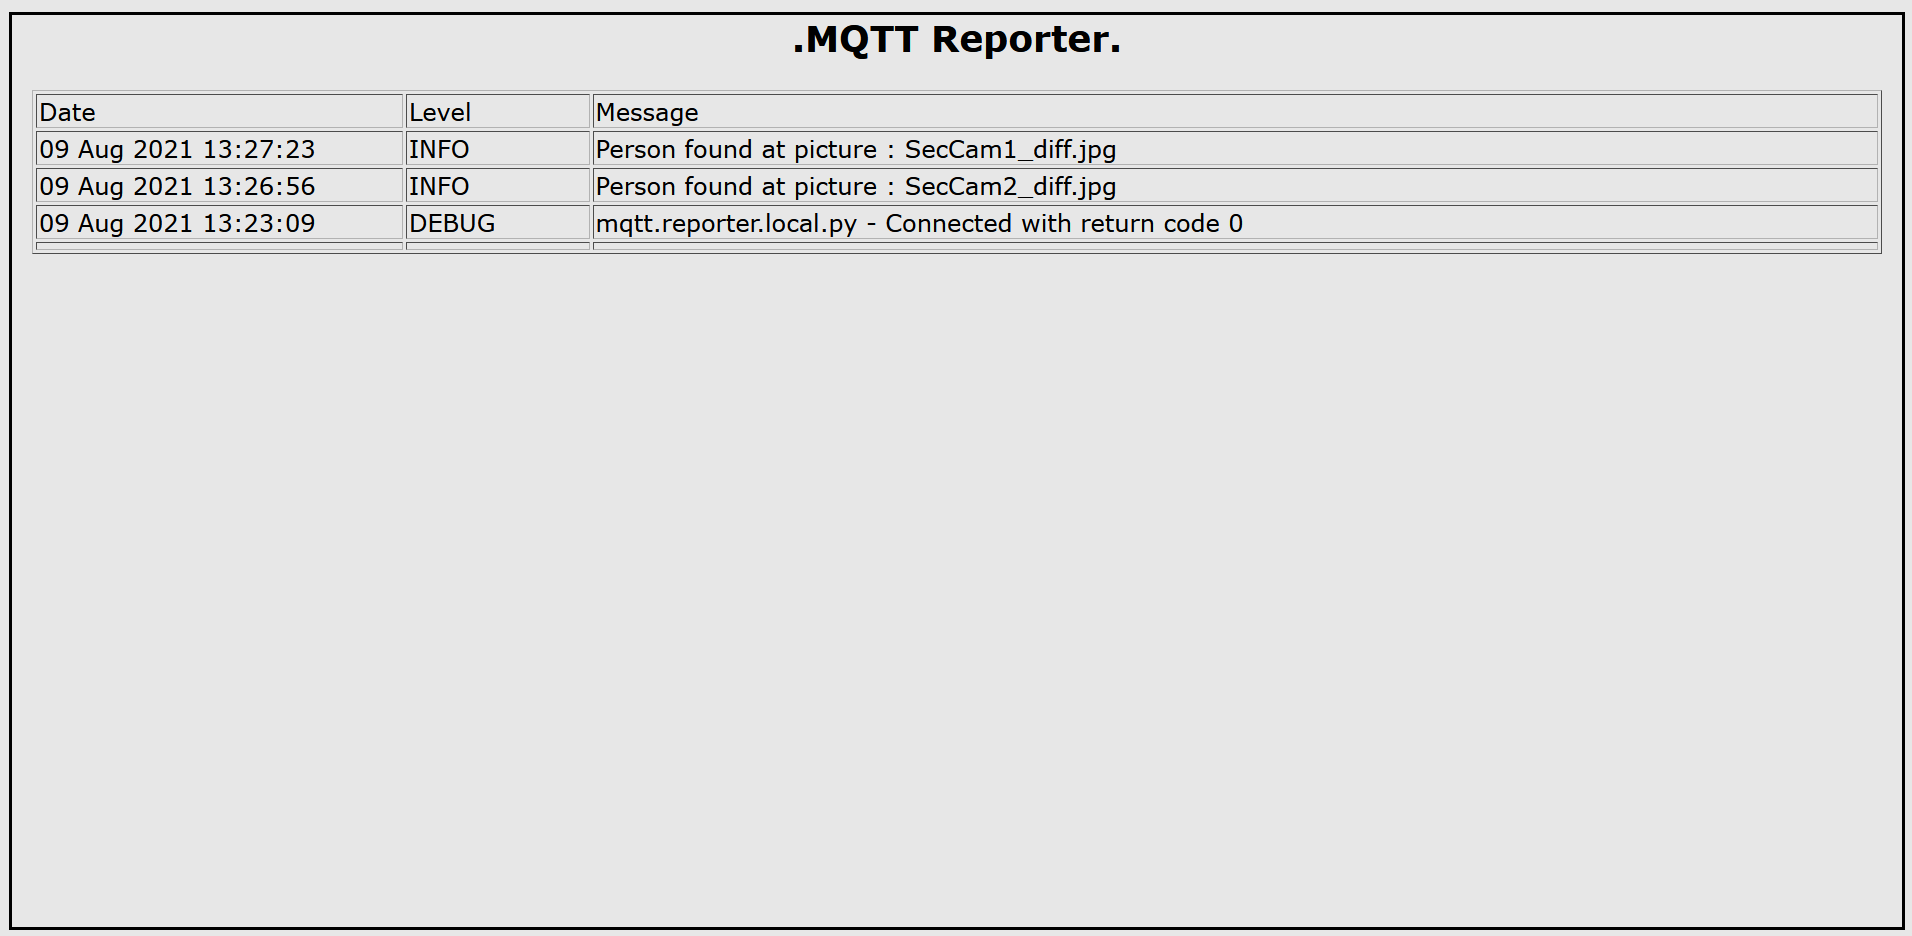 .MQTT Reporter.
Date Level Message
09 Aug 2021 13:27:23 INFO Person found at picture : SecCam1_diff.jpg
09 Aug 2021 13:26:56 INFO Person found at picture : SecCam2_diff.jpg
09 Aug 2021 13:23:09 DEBUG mqtt.reporter.local.py - Connected with return code 0